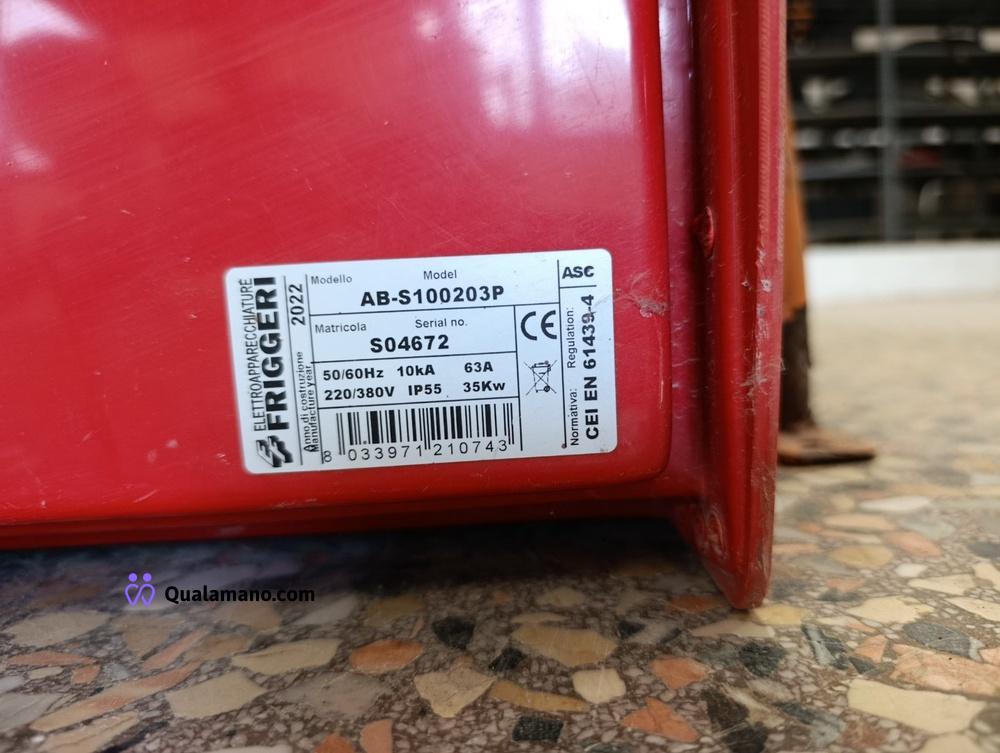 ELETTROAPPARECCHIATURE
FRIGGERI
Anno di costruzione
Manufacture year
2022
Modello Model
AB-S100203P
Matricola Serial no.
S04672
50/60Hz 10kA 63A
220/380V IP55 35Kw
8 033971 210743
CE
ASC
Normativa: Regulation:
CEI EN 61439-4
Qualamano.com